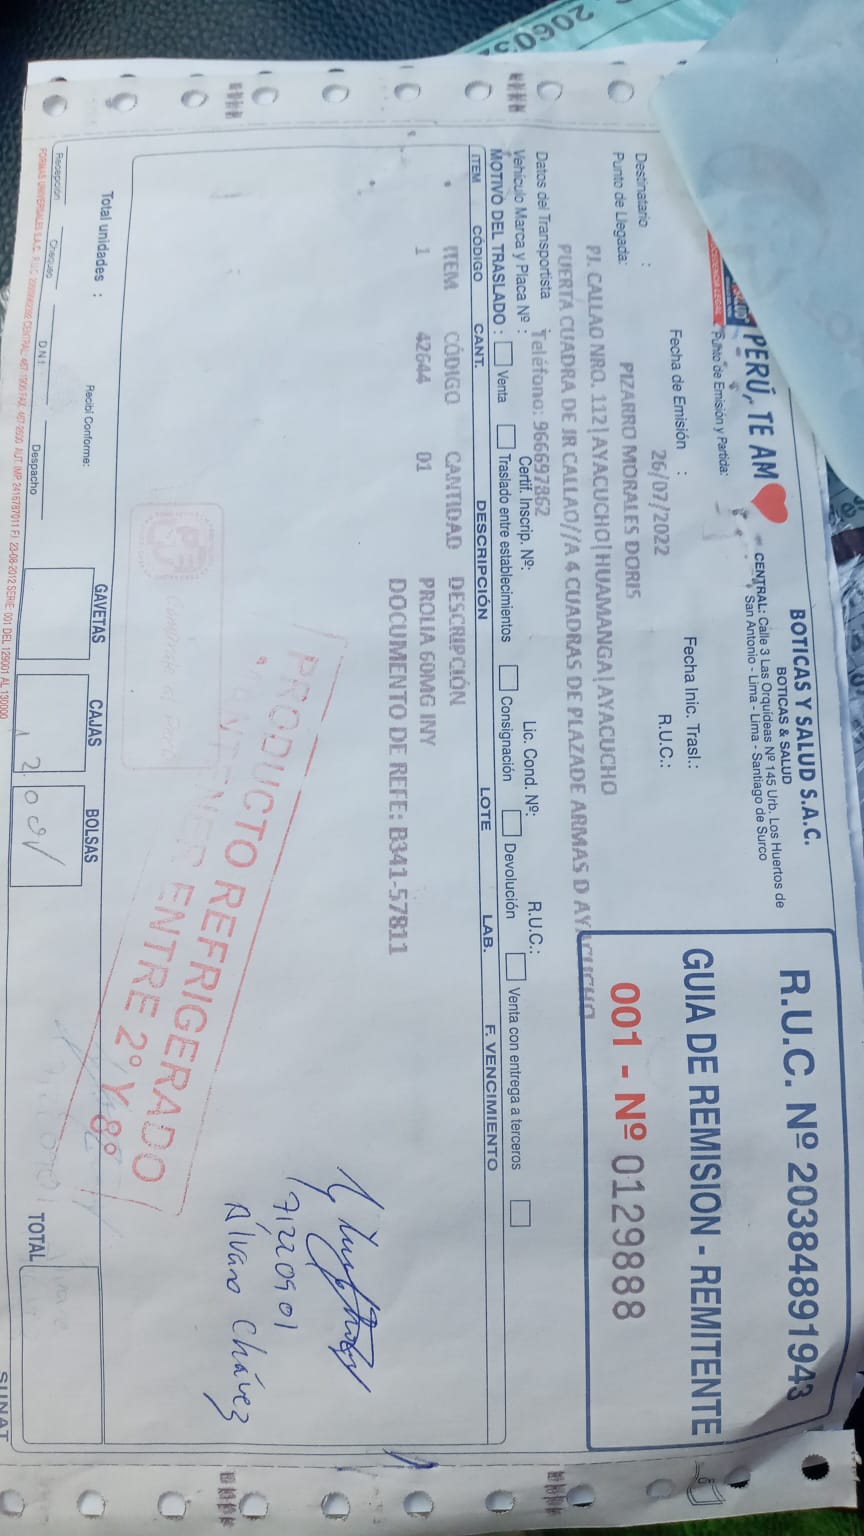 PERÚ, TE AM
BOTICAS Y SALUD S.A.C.
BOTICAS & SALUD
CENTRAL: Calle 3 Las Orquideas Nº 145 Urb. Los Huertos de
San Antonio - Lima - Lima - Santiago de Surco
R.U.C. Nº 20384891943
GUIA DE REMISION - REMITENTE
001 - Nº 0129888
Punto de Emisión y Partida:
Fecha de Emisión : 26/07/2022
Fecha Inic. Trasl.:
Destinatario : PIZARRO MORALES DORIS
R.U.C.:
Punto de Llegada: PJ. CALLAO NRO. 112|AYACUCHO|HUAMANGA|AYACUCHO
PUERTA CUADRA DE JR CALLAO//A 4 CUADRAS DE PLAZADE ARMAS D AYACUCHO
Datos del Transportista
Teléfono: 966697862
R.U.C.:
Vehículo Marca y Placa Nº :
Certif. Inscrip. Nº:
Lic. Cond. Nº:
MOTIVO DEL TRASLADO : Venta Traslado entre establecimientos Consignación Devolución Venta con entrega a terceros
ITEM CÓDIGO CANT. DESCRIPCIÓN LOTE LAB. F. VENCIMIENTO
ITEM CÓDIGO CANTIDAD DESCRIPCIÓN
1 42644 01 PROLIA 60MG INY
DOCUMENTO DE REFE: B341-57811
PRODUCTO REFRIGERADO
MANTENER ENTRE 2° Y 8°
71220901
Álvaro Chávez
Total unidades :
Recibí Conforme:
GAVETAS
CAJAS
BOLSAS
TOTAL
Recepción
Chequeo
D.N.I.
Despacho
SUNAT